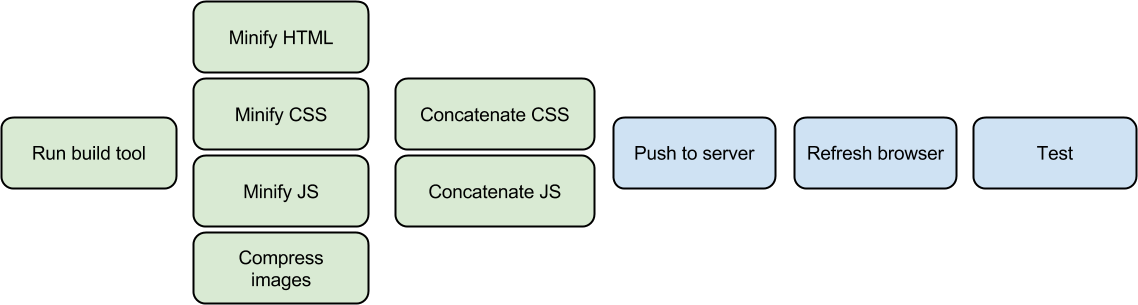 Run build tool
Minify HTML
Minify CSS
Minify JS
Compress
images
Concatenate CSS
Concatenate JS
Push to server
Refresh browser
Test